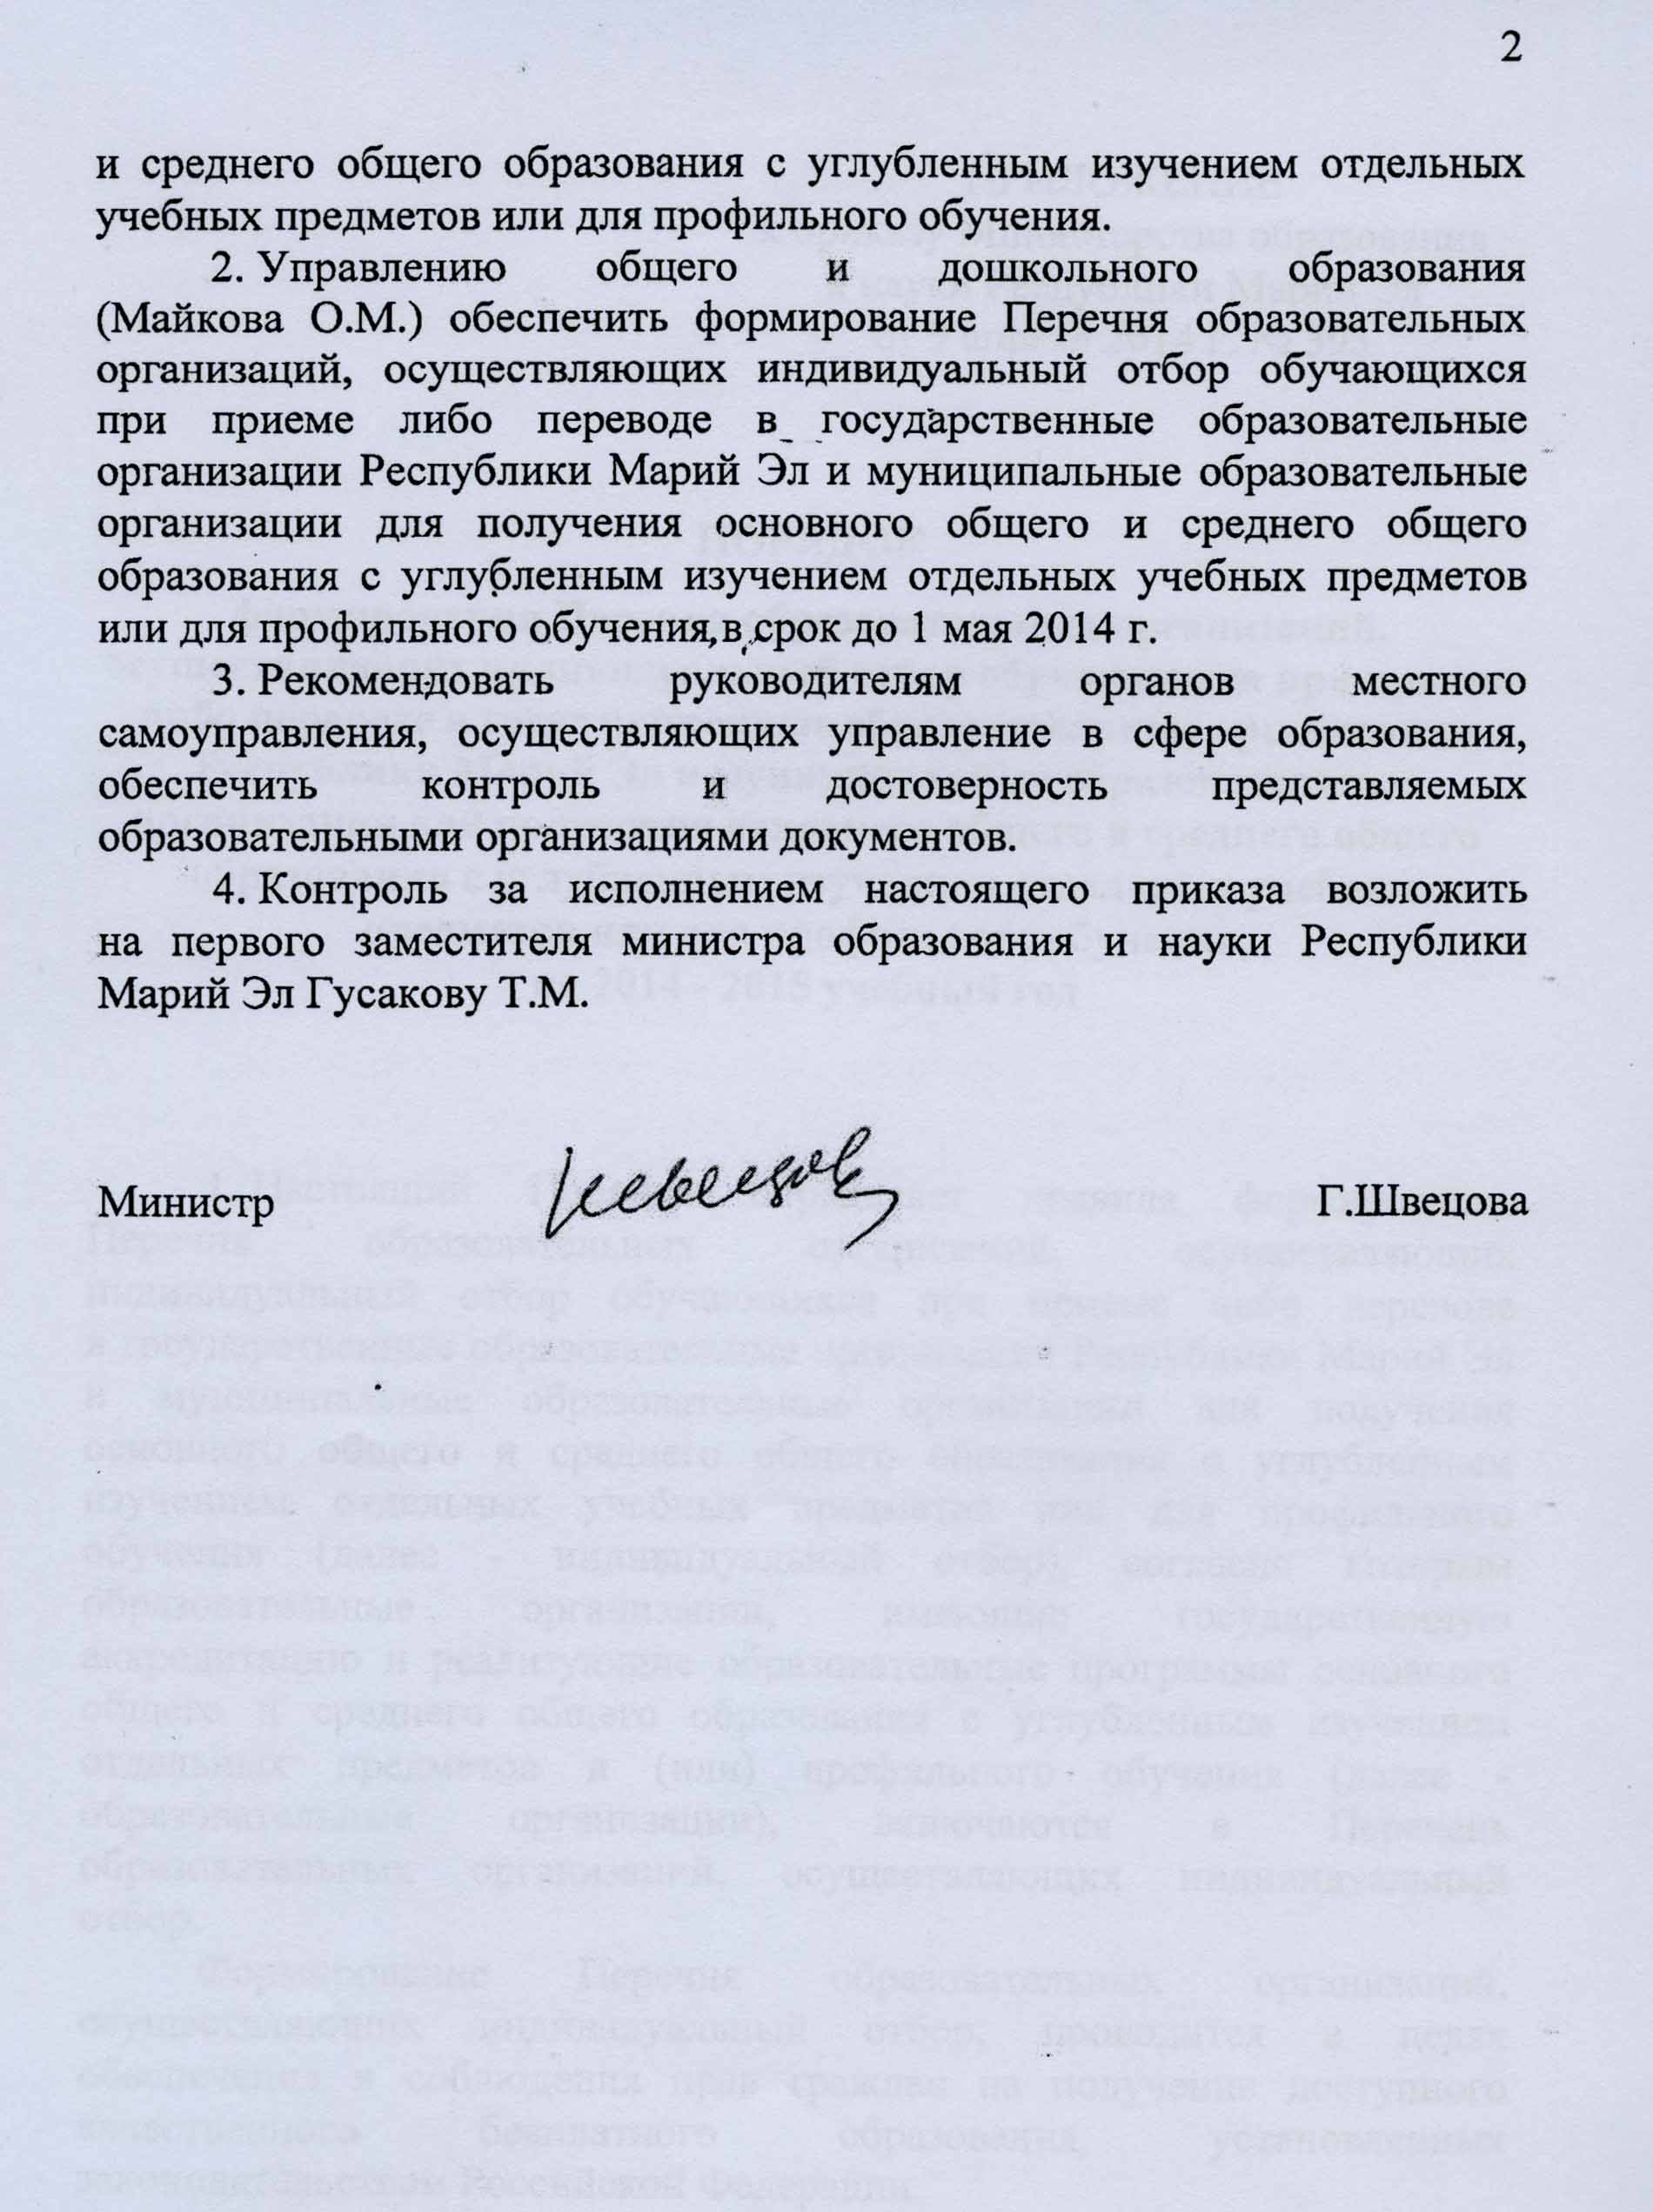 2
и среднего общего образования с углубленным изучением отдельных
учебных предметов или для профильного обучения.
2. Управлению общего и дошкольного образования
(Майкова О.М.) обеспечить формирование Перечня образовательных
организаций, осуществляющих индивидуальный отбор обучающихся
при приеме либо переводе в государственные образовательные
организации Республики Марий Эл и муниципальные образовательные
организации для получения основного общего и среднего общего
образования с углубленным изучением отдельных учебных предметов
или для профильного обучения, в срок до 1 мая 2014 г.
3. Рекомендовать руководителям органов местного
самоуправления, осуществляющих управление в сфере образования,
обеспечить контроль и достоверность представляемых
образовательными организациями документов.
4. Контроль за исполнением настоящего приказа возложить
на первого заместителя министра образования и науки Республики
Марий Эл Гусакову Т.М.
Министр Г.Швецова